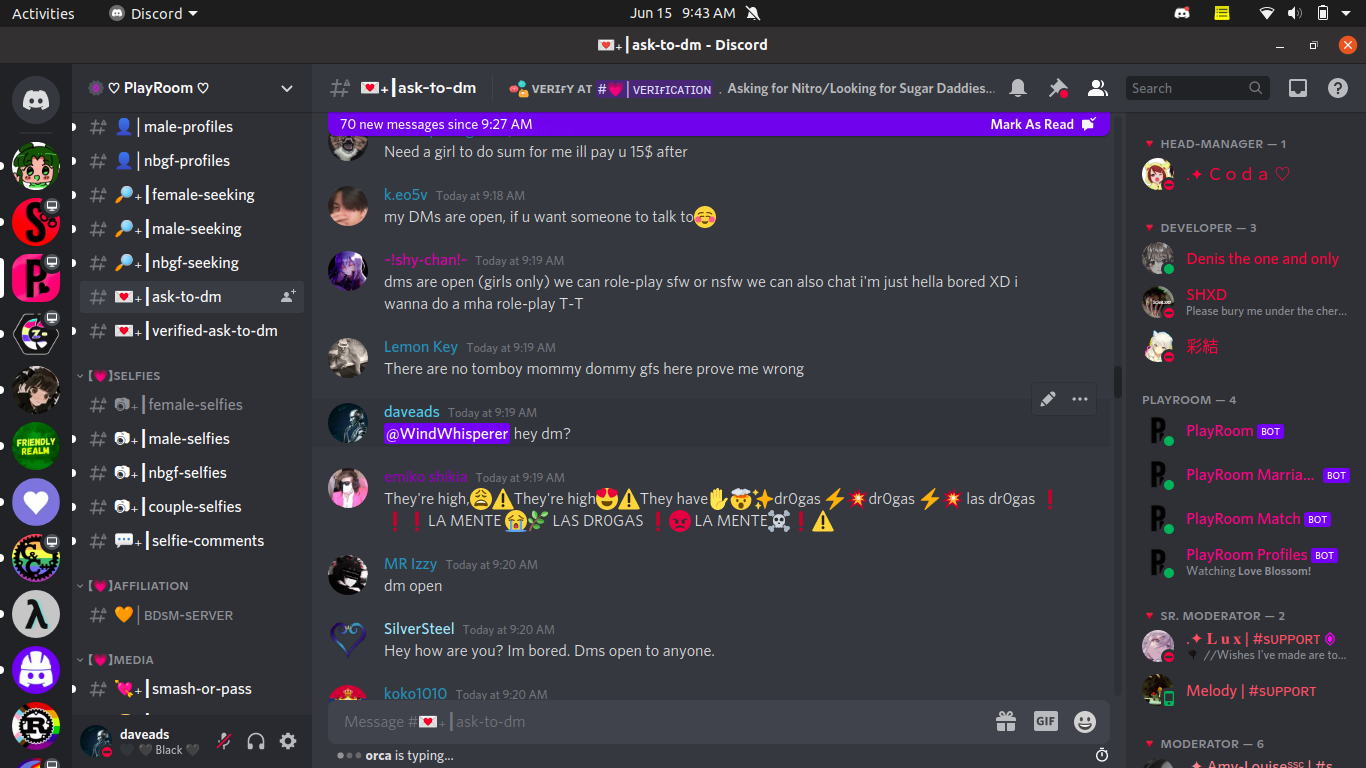 Activities
Discord
Jun 15 9:43 AM
💌₊┃ask-to-dm - Discord
♡ PlayRoom ♡
💌₊┃ask-to-dm
VERIFY AT #💗┃VERIFICATION . Asking for Nitro/Looking for Sugar Daddies...
Search
70 new messages since 9:27 AM
Mark As Read
👤│male-profiles
👤│nbgf-profiles
🔎₊┃female-seeking
🔎₊┃male-seeking
🔎₊┃nbgf-seeking
💌₊┃ask-to-dm
💌₊┃verified-ask-to-dm
【💗】SELFIES
📷₊┃female-selfies
📷₊┃male-selfies
📷₊┃nbgf-selfies
📷₊┃couple-selfies
💬₊┃selfie-comments
【💗】AFFILIATION
🧡│BDSM-SERVER
【💗】MEDIA
💘₊┃smash-or-pass
FRIENDLY
REALM
daveads
🖤 🖤 Black 🖤
Need a girl to do sum for me ill pay u 15$ after
k.eo5v Today at 9:18 AM
my DMs are open, if u want someone to talk to☺️
~!shy-chan!~ Today at 9:19 AM
dms are open (girls only) we can role-play sfw or nsfw we can also chat i'm just hella bored XD i
wanna do a mha role-play T-T
Lemon Key Today at 9:19 AM
There are no tomboy mommy dommy gfs here prove me wrong
daveads Today at 9:19 AM
@WindWhisperer hey dm?
emiko shikia Today at 9:19 AM
They're high,😩⚠️They're high😍⚠️They have✋🤯✨dr0gas ⚡💥 dr0gas ⚡💥 las dr0gas ❗
❗❗LA MENTE 😭🌿 LAS DR0GAS ❗😡 LA MENTE☠️❗⚠️
MR Izzy Today at 9:20 AM
dm open
SilverSteel Today at 9:20 AM
Hey how are you? Im bored. Dms open to anyone.
koko1010 Today at 9:20 AM
Message #💌₊┃ask-to-dm
GIF
orca is typing...
HEAD-MANAGER — 1
.✦ Ｃｏｄａ ♡
DEVELOPER — 3
Denis the one and only
SHXD
Please bury me under the cher...
彩結
PLAYROOM — 4
PlayRoom BOT
PlayRoom Marria... BOT
PlayRoom Match BOT
PlayRoom Profiles BOT
Watching Love Blossom!
SR. MODERATOR — 2
.✦ L u x | #SUPPORT
//Wishes I've made are to...
Melody | #SUPPORT
MODERATOR — 6
✦ Amy-Louiseˢˢᶜ | #s